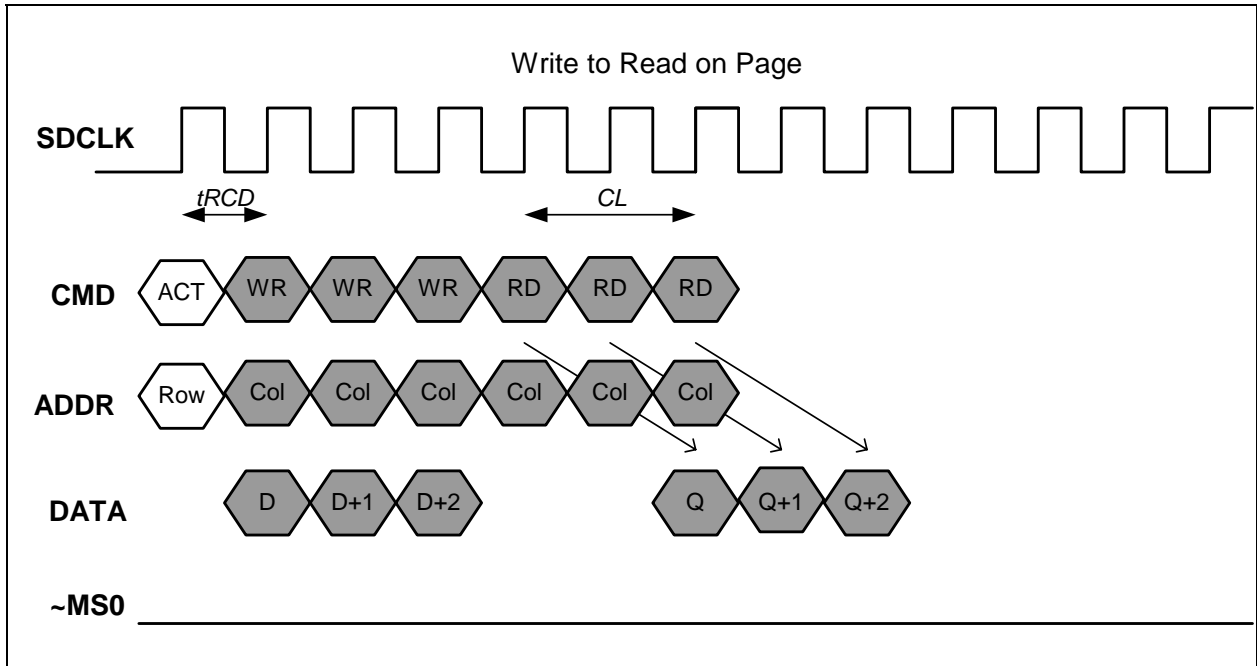 Write to Read on Page
SDCLK
tRCD CL
CMD ACT WR WR WR RD RD RD
ADDR Row Col Col Col Col Col Col
DATA D D+1 D+2 Q Q+1 Q+2
~MS0